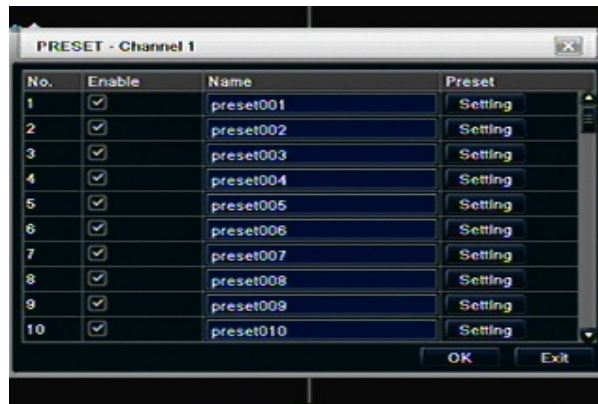 PRESET - Channel 1
No. Enable Name Preset
1 preset001 Setting
2 preset002 Setting
3 preset003 Setting
4 preset004 Setting
5 preset005 Setting
6 preset006 Setting
7 preset007 Setting
8 preset008 Setting
9 preset009 Setting
10 preset010 Setting
OK Exit